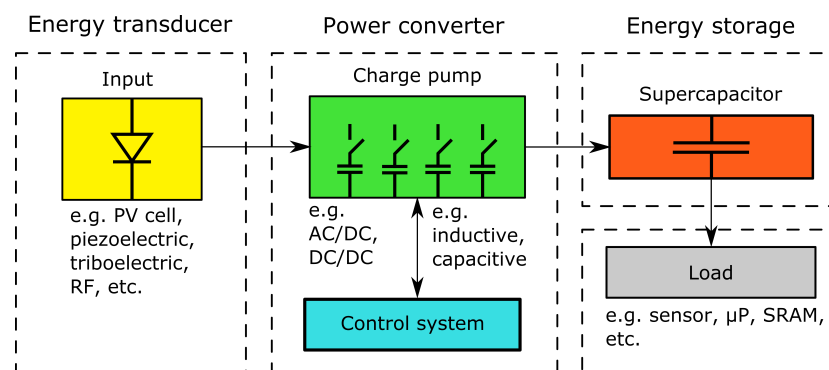 Energy transducer
Power converter
Energy storage
Input
Charge pump
Supercapacitor
e.g. PV cell,
piezoelectric,
triboelectric,
RF, etc.
e.g.
AC/DC,
DC/DC
e.g.
inductive,
capacitive
Control system
Load
e.g. sensor, µP, SRAM,
etc.